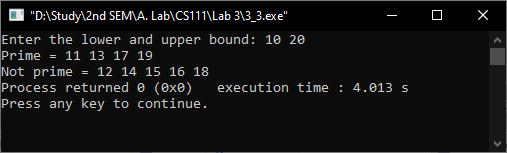 "D:\Study\2nd SEM\A. Lab\CS111\Lab 3\3_3.exe"
Enter the lower and upper bound: 10 20
Prime = 11 13 17 19
Not prime = 12 14 15 16 18
Process returned 0 (0x0)   execution time : 4.013 s
Press any key to continue.